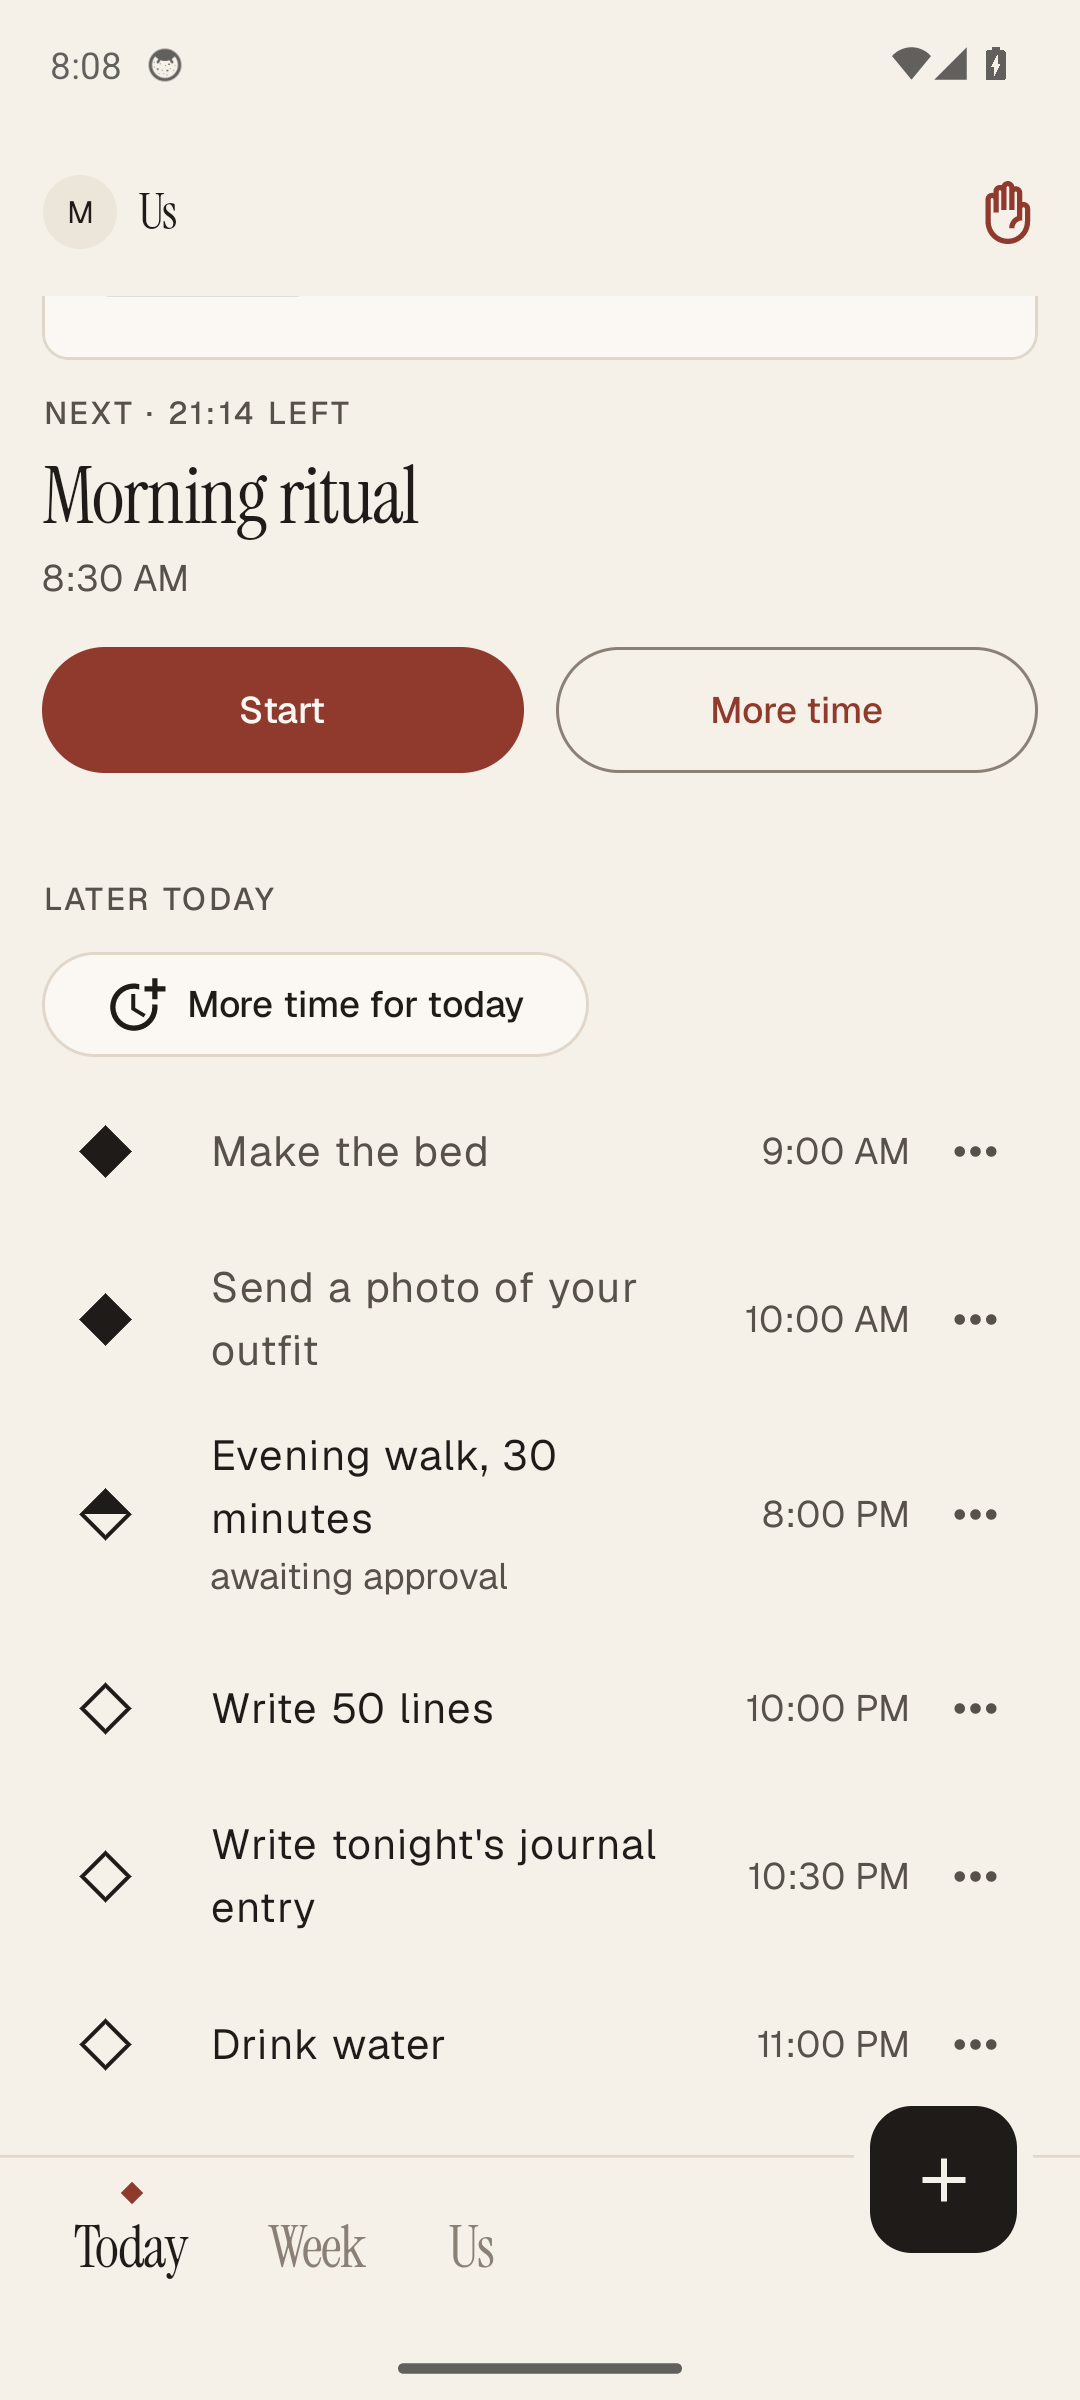 8:08
M Us
NEXT · 21:14 LEFT
Morning ritual
8:30 AM
Start More time
LATER TODAY
More time for today
Make the bed 9:00 AM
Send a photo of your
outfit
10:00 AM
Evening walk, 30
minutes
awaiting approval
8:00 PM
Write 50 lines 10:00 PM
Write tonight's journal
entry
10:30 PM
Drink water 11:00 PM
Today Week Us